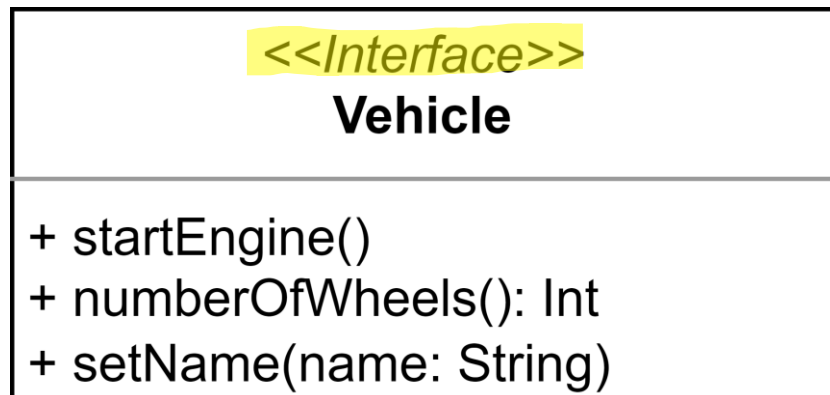 <<Interface>>
Vehicle
+ startEngine()
+ numberOfWheels(): Int
+ setName(name: String)